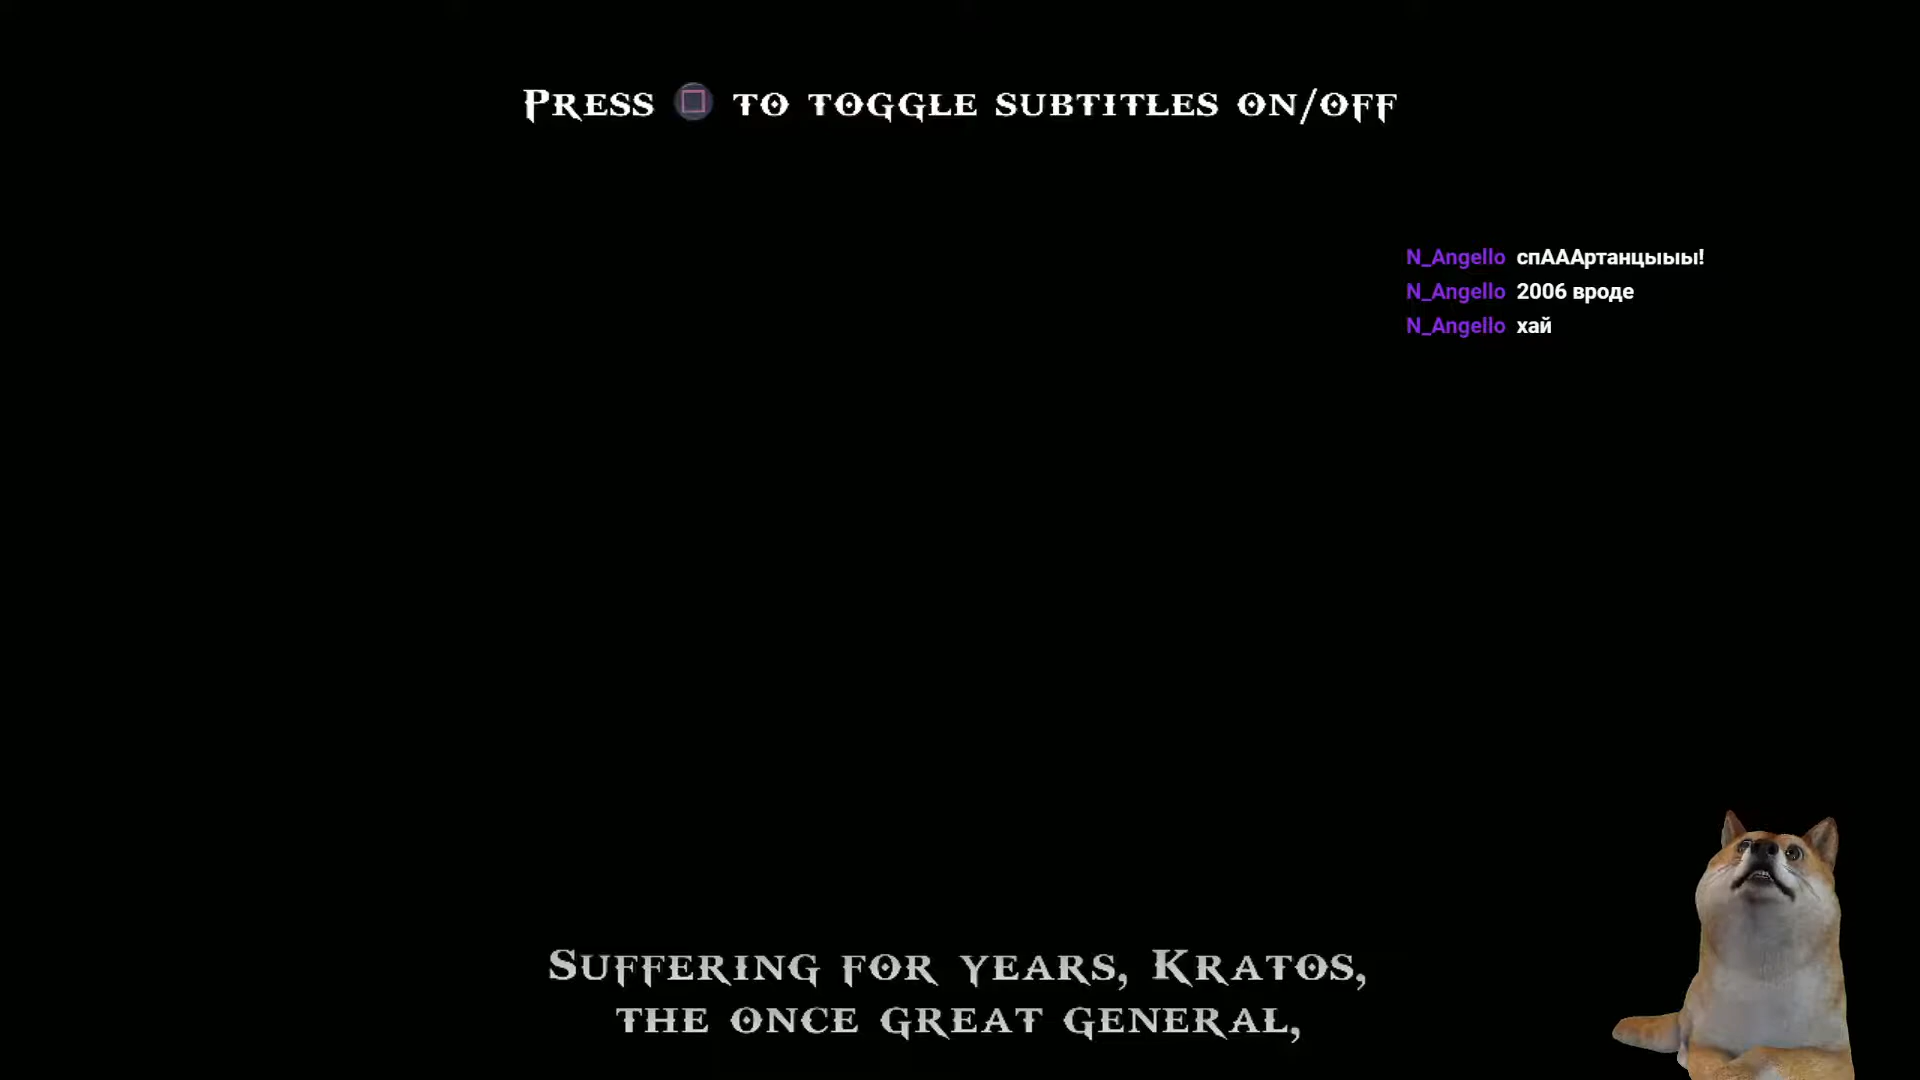 Press □ to toggle subtitles on/off
N_Angello спАААртанцыыы!
N_Angello 2006 вроде
N_Angello хай
Suffering for years, Kratos,
the once great general,